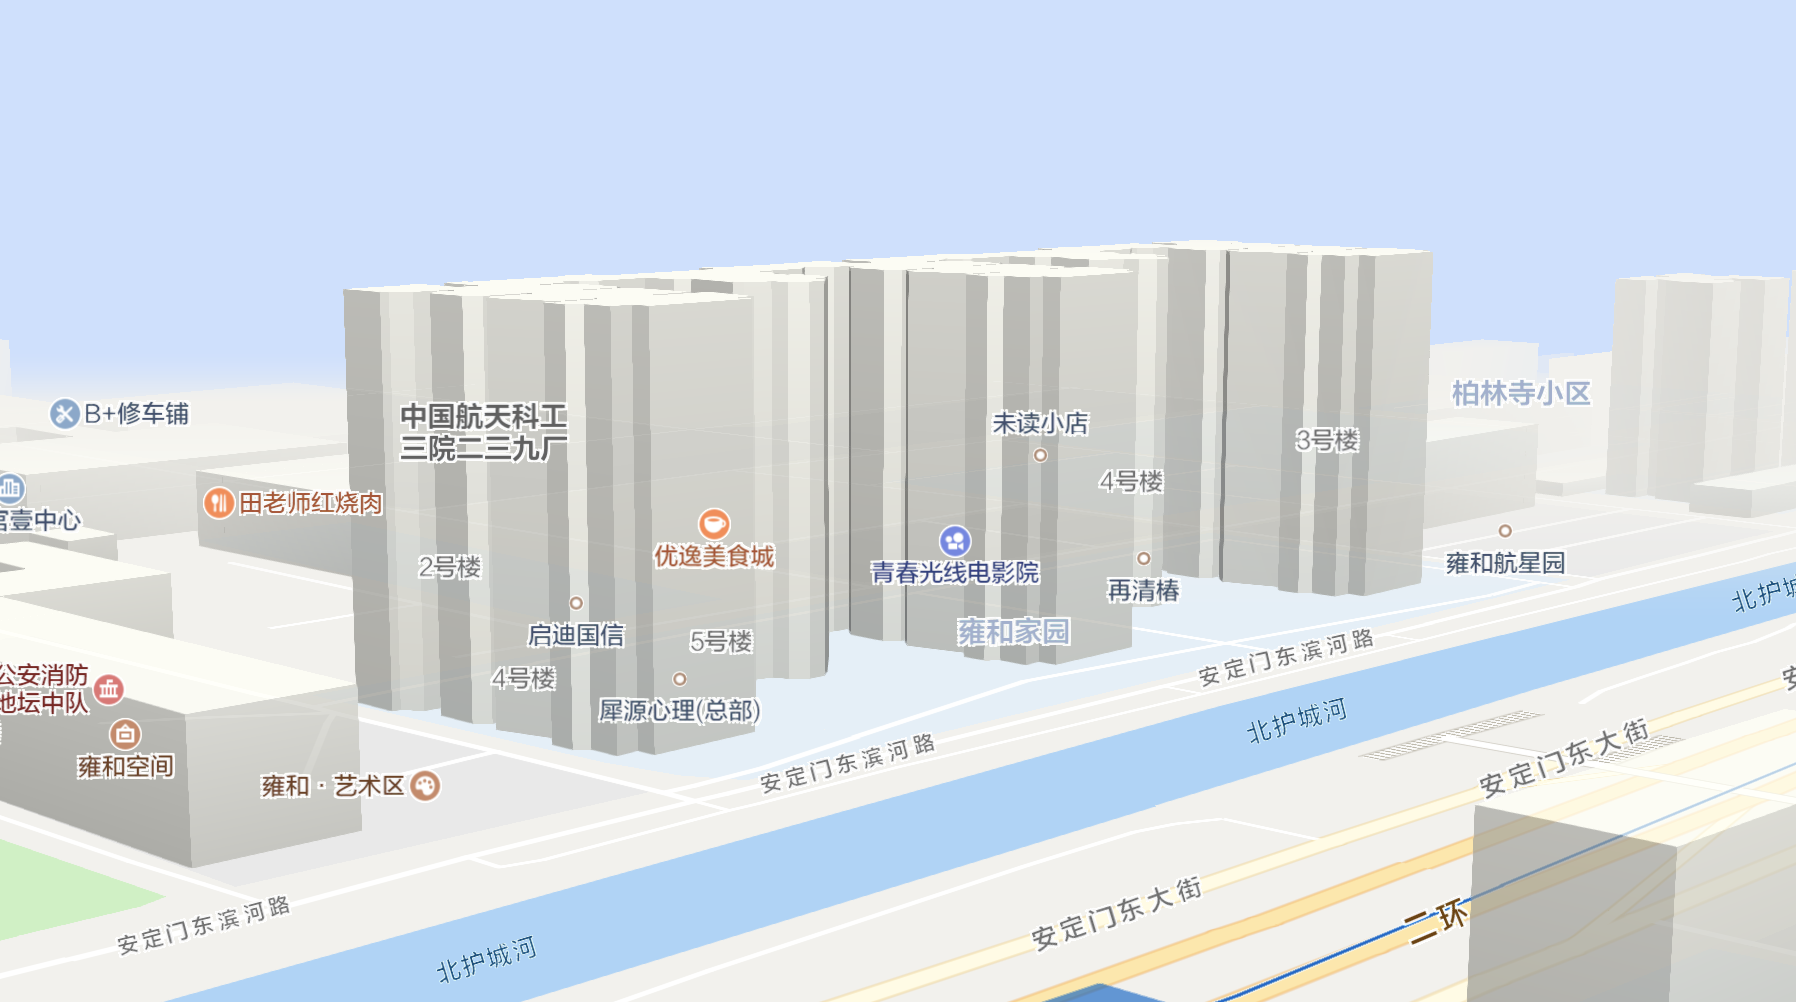 柏林寺小区
B+修车铺
中国航天科工
三院二三九厂
未读小店
3号楼
4号楼
田老师红烧肉
壹中心
优逸美食城
2号楼
青春光线电影院
雍和航星园
再清椿
北护城
启迪国信
5号楼
雍和家园
安定门东滨河路
公安消防
地坛中队
4号楼
犀源心理(总部)
北护城河
安定门东大街
雍和空间
雍和·艺术区
安定门东滨河路
安定门东滨河路
安定门东大街
二环
北护城河